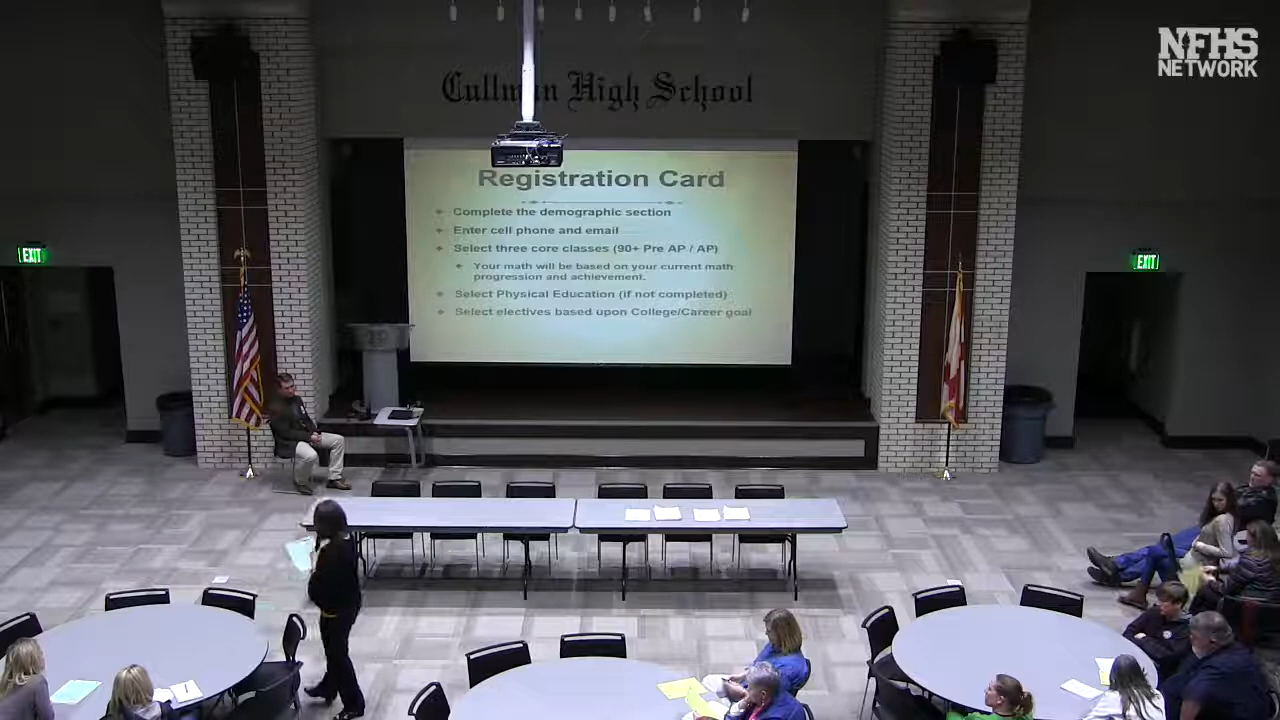 NFHS
NETWORK
Cullman High School
Registration Card
Complete the demographic section
Enter cell phone and email
Select three core classes (90+ Pre AP / AP)
Your math will be based on your current math
progression and achievement.
Select Physical Education (if not completed)
Select electives based upon College/Career goal
EXIT
EXIT